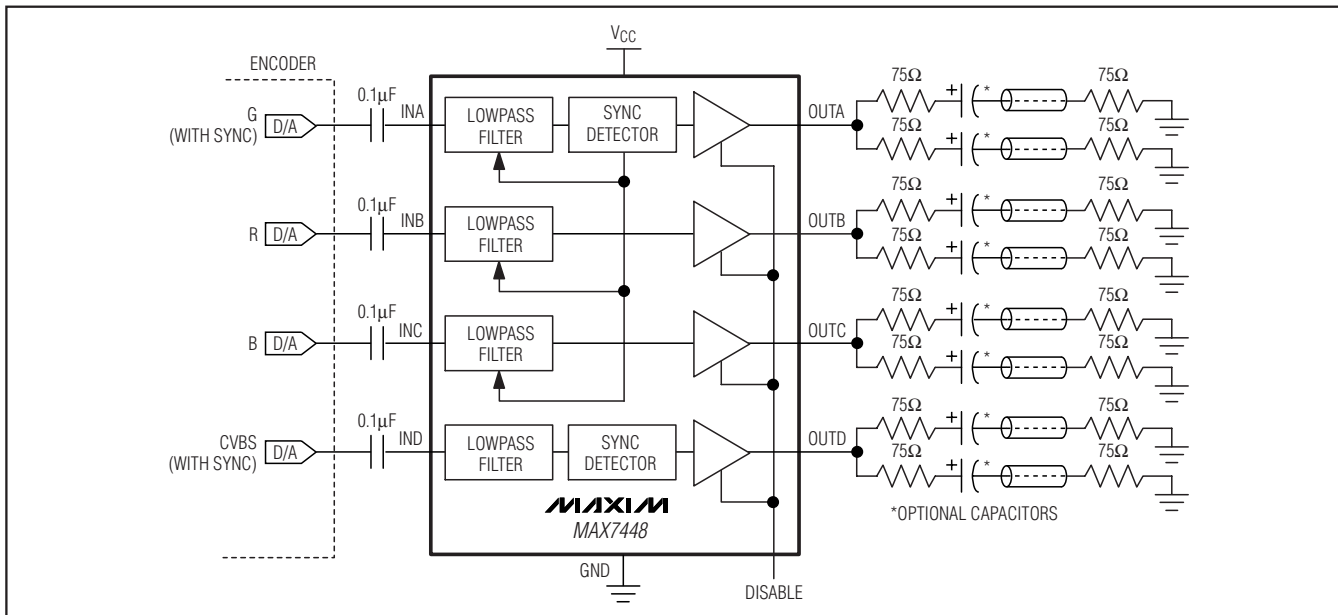 VCC
ENCODER
G
(WITH SYNC)
D/A
0.1μF
INA
LOWPASS
FILTER
SYNC
DETECTOR
OUTA
75Ω
+
*
75Ω
75Ω
+
*
75Ω
R
D/A
0.1μF
INB
LOWPASS
FILTER
OUTB
75Ω
+
*
75Ω
75Ω
+
*
75Ω
B
D/A
0.1μF
INC
LOWPASS
FILTER
OUTC
75Ω
+
*
75Ω
75Ω
+
*
75Ω
CVBS
(WITH SYNC)
D/A
0.1μF
IND
LOWPASS
FILTER
SYNC
DETECTOR
OUTD
75Ω
+
*
75Ω
75Ω
+
*
75Ω
MAXIM
MAX7448
*OPTIONAL CAPACITORS
GND
DISABLE